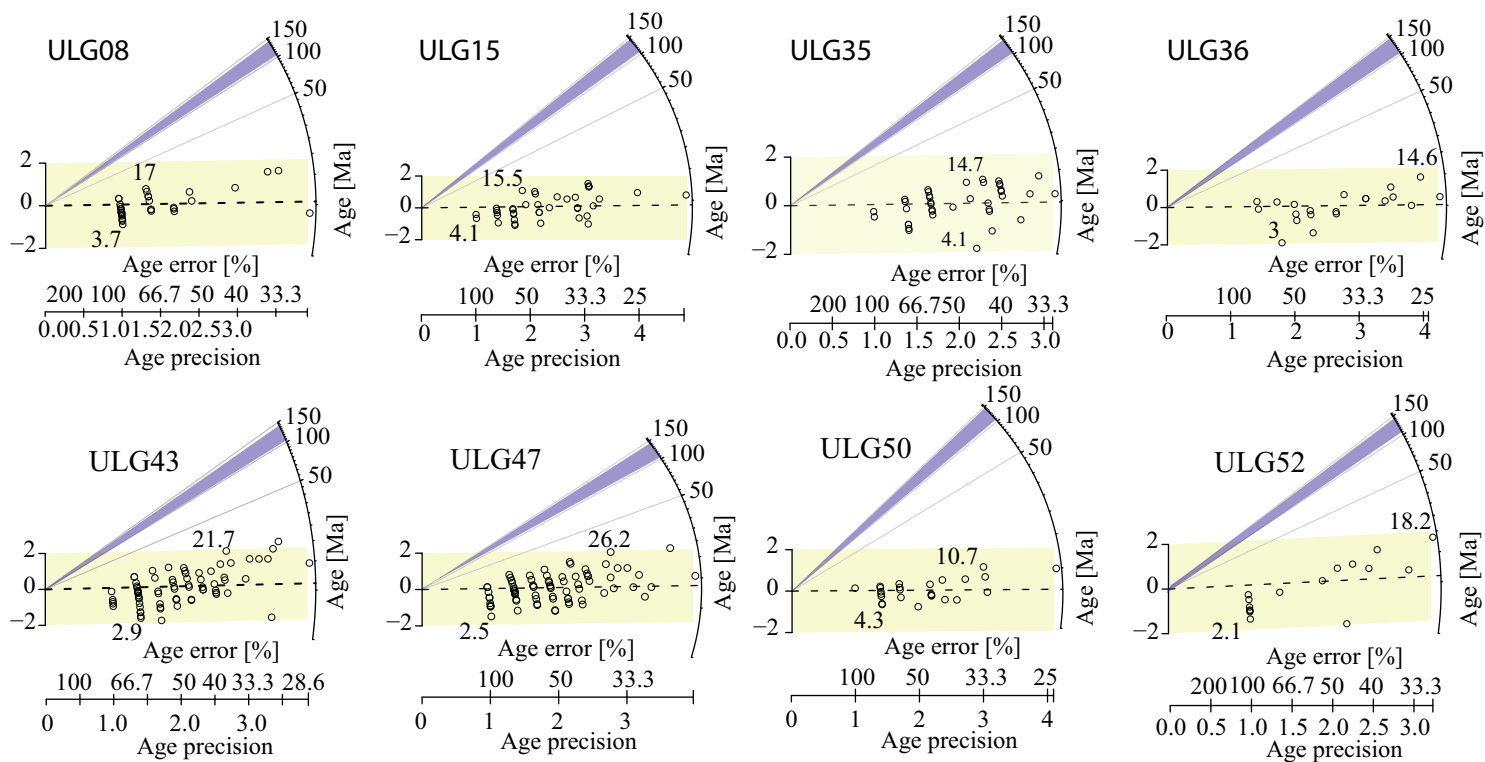 ULG08
150
100
50
2
0
−2
17
3.7
Age [Ma]
Age error [%]
200 100 66.7 50 40 33.3
0.00.51.01.52.02.53.0
Age precision
ULG15
150
100
50
2
0
−2
15.5
4.1
Age [Ma]
Age error [%]
100 50 33.3 25
0 1 2 3 4
Age precision
ULG35
150
100
50
2
0
−2
14.7
4.1
Age [Ma]
Age error [%]
200 100 66.750 40 33.3
0.0 0.5 1.0 1.5 2.0 2.5 3.0
Age precision
ULG36
150
100
50
2
0
−2
14.6
3
Age [Ma]
Age error [%]
100 50 33.3 25
0 1 2 3 4
Age precision
ULG43
150
100
50
2
0
−2
21.7
2.9
Age [Ma]
Age error [%]
100 66.7 50 40 33.3 28.6
0 1.0 2.0 3.0
Age precision
ULG47
150
100
50
2
0
−2
26.2
2.5
Age [Ma]
Age error [%]
100 50 33.3
0 1 2 3
Age precision
ULG50
150
100
50
2
0
−2
10.7
4.3
Age [Ma]
Age error [%]
100 50 33.3 25
0 1 2 3 4
Age precision
ULG52
150
100
50
2
0
−2
18.2
2.1
Age [Ma]
Age error [%]
200 100 66.7 50 40 33.3
0.0 0.5 1.0 1.5 2.0 2.5 3.0
Age precision